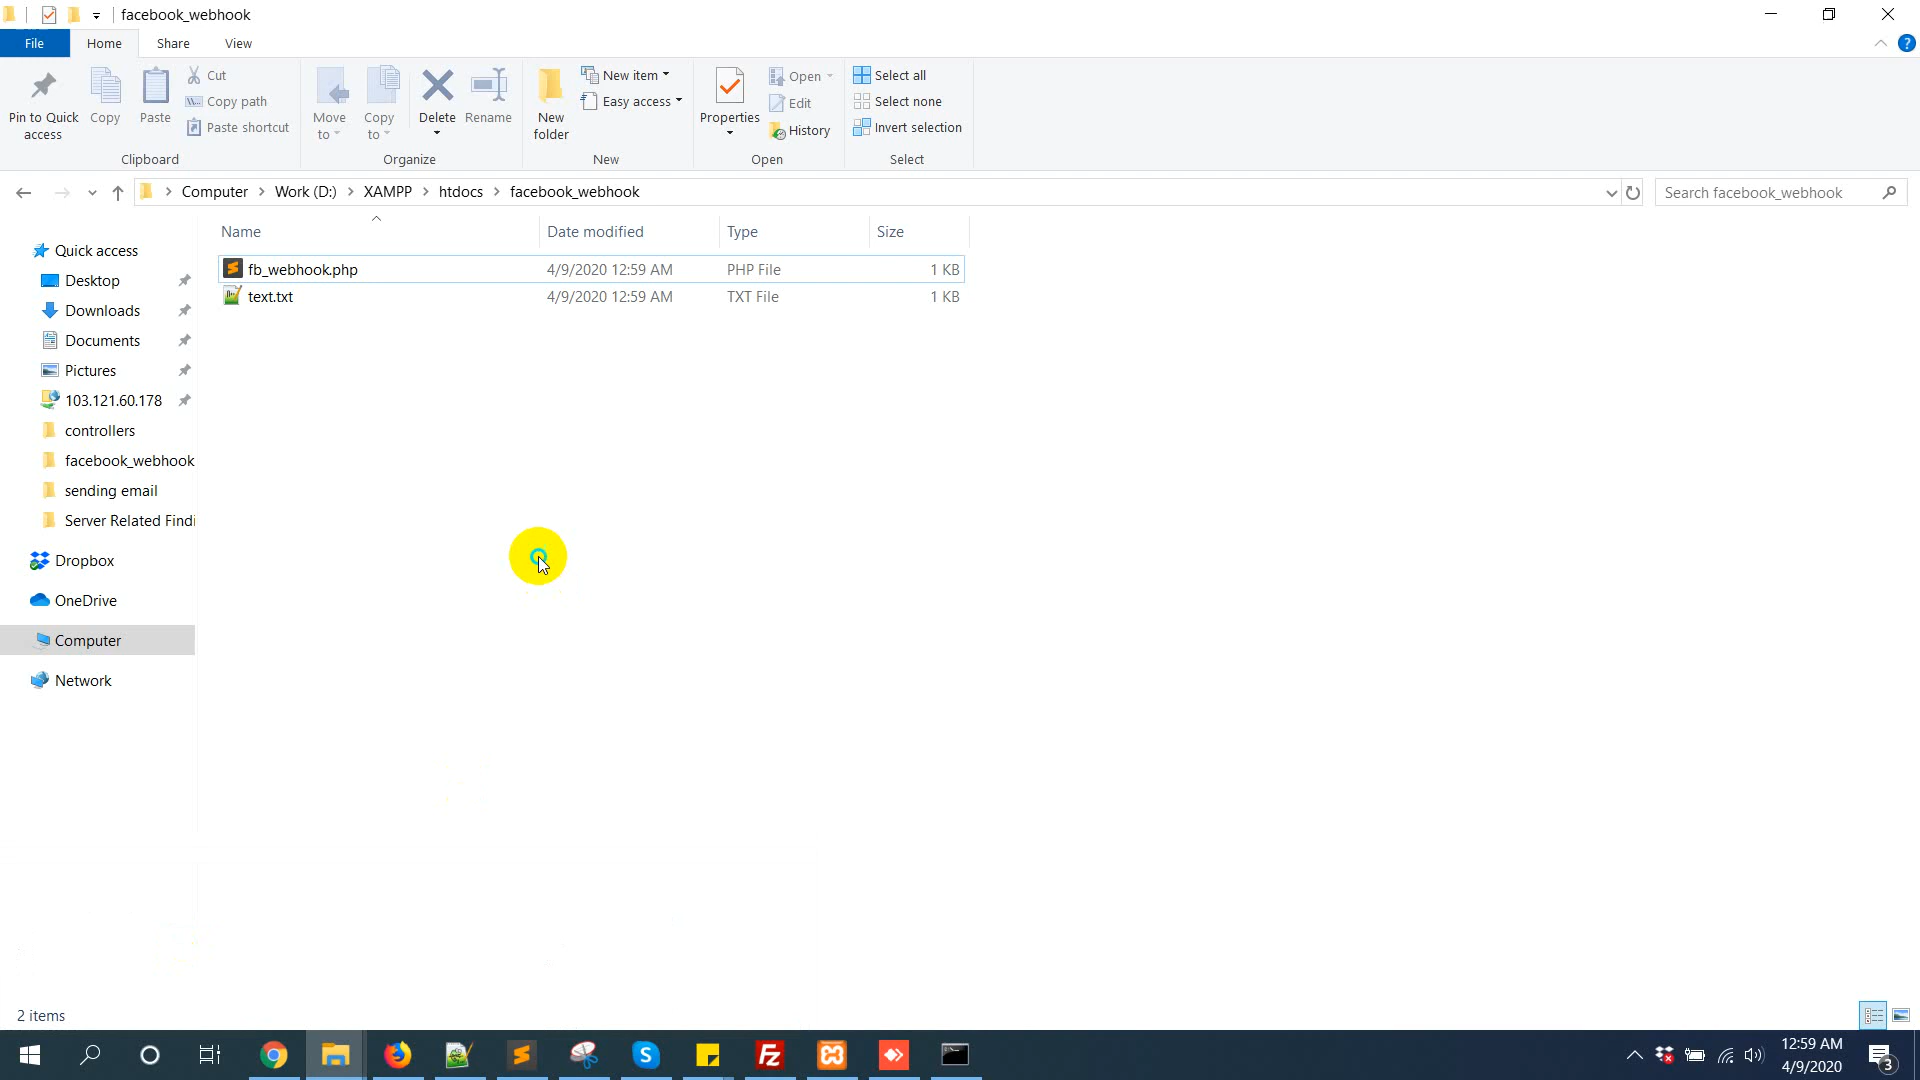 facebook_webhook
File Home Share View
Pin to Quick access
Copy
Paste
Cut
Copy path
Paste shortcut
Clipboard
Move to
Copy to
Delete
Rename
Organize
New folder
New item
Easy access
New
Properties
Open
Edit
History
Open
Select all
Select none
Invert selection
Select
Computer Work (D:) XAMPP htdocs facebook_webhook
Search facebook_webhook
Name Date modified Type Size
fb_webhook.php 4/9/2020 12:59 AM PHP File 1 KB
text.txt 4/9/2020 12:59 AM TXT File 1 KB
Quick access
Desktop
Downloads
Documents
Pictures
103.121.60.178
controllers
facebook_webhook
sending email
Server Related Findi
Dropbox
OneDrive
Computer
Network
2 items
12:59 AM
4/9/2020
3